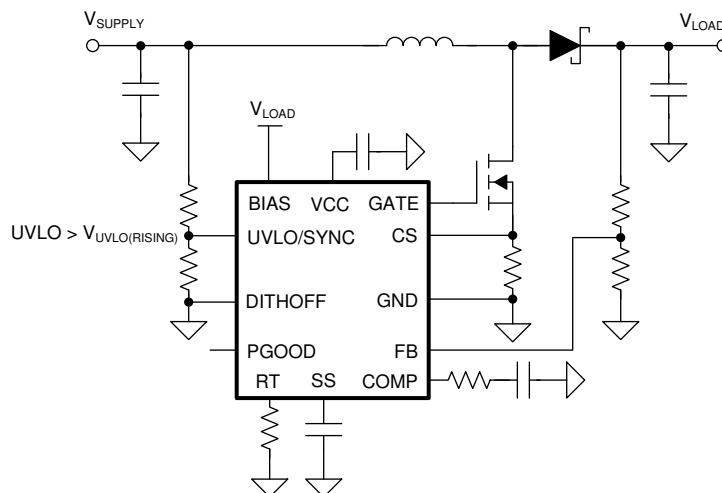 VSUPPLY
VLOAD
VLOAD
BIAS
VCC
GATE
UVLO > VUVLO(RISING)
UVLO/SYNC
CS
DITHOFF
GND
PGOOD
FB
RT
SS
COMP